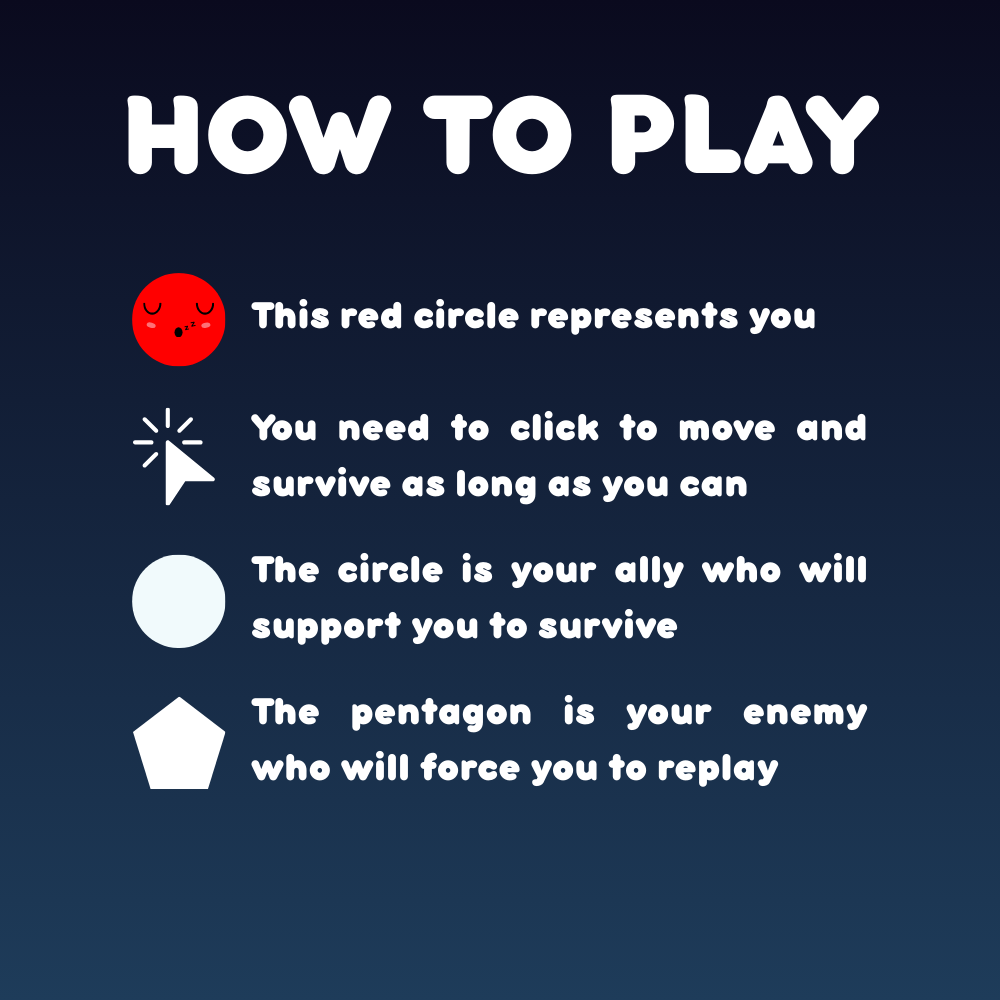 HOW TO PLAY
This red circle represents you
You need to click to move and
survive as long as you can
The circle is your ally who will
support you to survive
The pentagon is your enemy
who will force you to replay